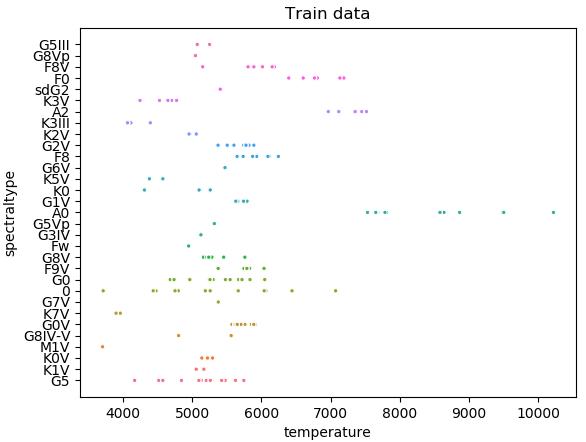 Train data
spectraltype
G5III
G8Vp
F8V
F0
sdG2
K3V
A2
K3III
K2V
G2V
F8
G6V
K5V
K0
G1V
A0
G5Vp
G3IV
Fw
G8V
F9V
G0
0
G7V
K7V
G0V
G8IV-V
M1V
K0V
K1V
G5
4000 5000 6000 7000 8000 9000 10000
temperature